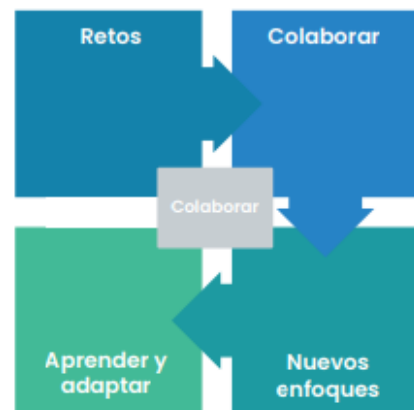 Retos
Colaborar
Colaborar
Aprender y
adaptar
Nuevos
enfoques